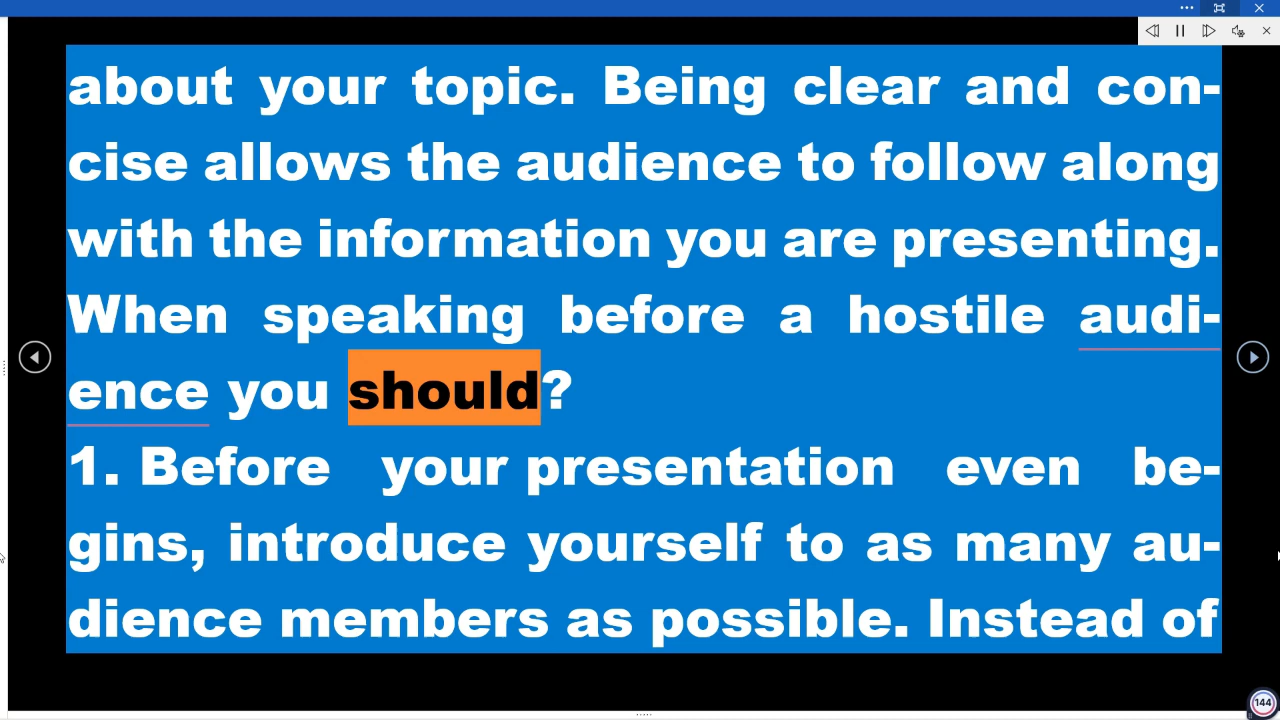 about your topic. Being clear and con-
cise allows the audience to follow along
with the information you are presenting.
When speaking before a hostile audi-
ence you should?
1. Before your presentation even be-
gins, introduce yourself to as many au-
dience members as possible. Instead of
144